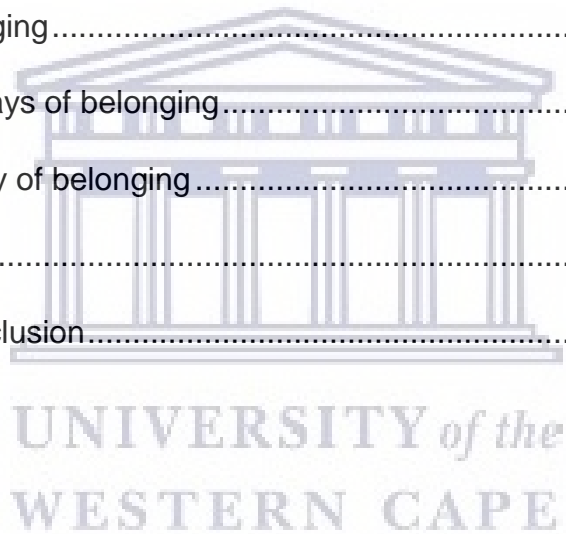 ging....................................................................
ays of belonging..............................................
y of belonging.................................................
..........................................................................
clusion...............................................................
UNIVERSITY of the
WESTERN CAPE